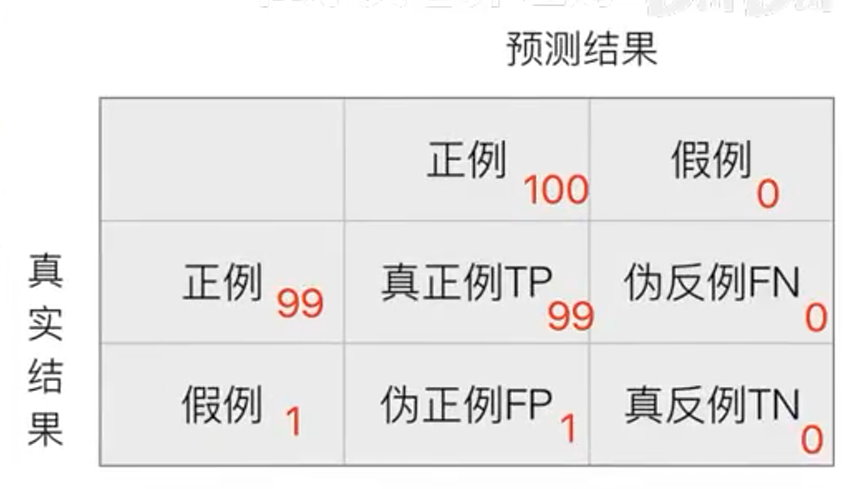 预测结果
正例 100 假例 0
真实结果
正例 99 真正例TP 99 伪反例FN 0
假例 1 伪正例FP 1 真反例TN 0